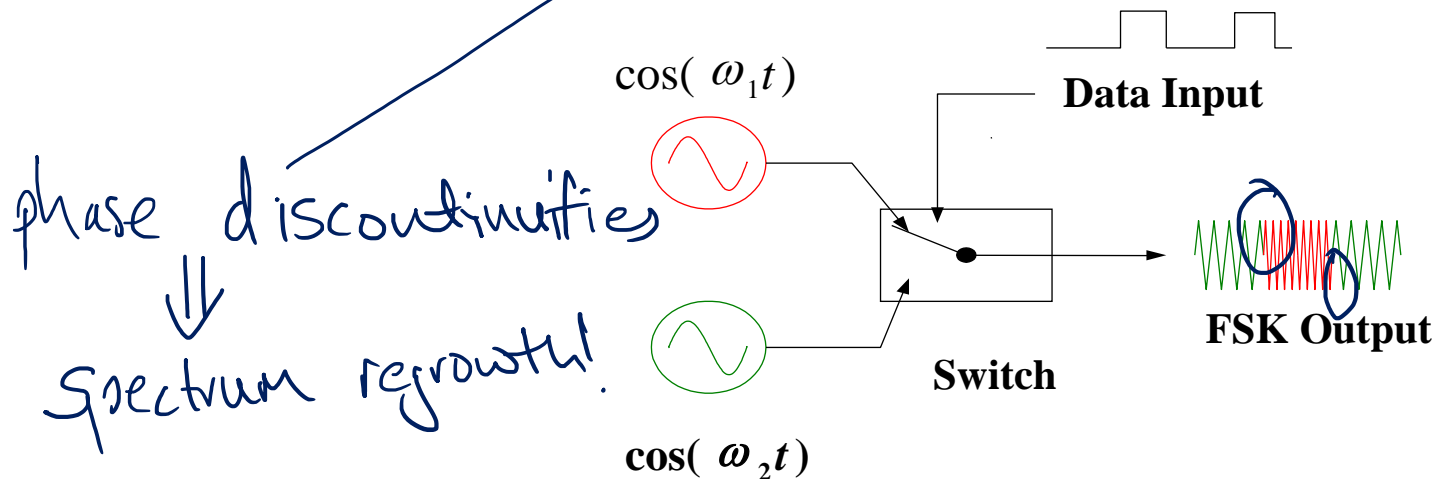 cos( ω₁t)
Data Input
phase discontinuities
⇓
Spectrum regrowth!
FSK Output
Switch
cos( ω₂t)